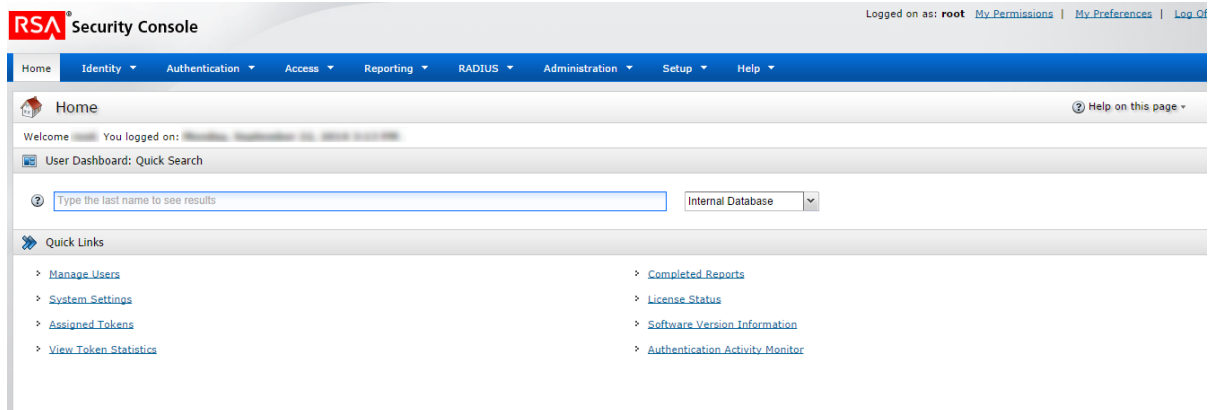 RSA® Security Console
Logged on as: root My Permissions | My Preferences | Log Of
Home Identity Authentication Access Reporting RADIUS Administration Setup Help
Home
Help on this page
Welcome You logged on:
User Dashboard: Quick Search
Type the last name to see results
Internal Database
Quick Links
Manage Users
System Settings
Assigned Tokens
View Token Statistics
Completed Reports
License Status
Software Version Information
Authentication Activity Monitor